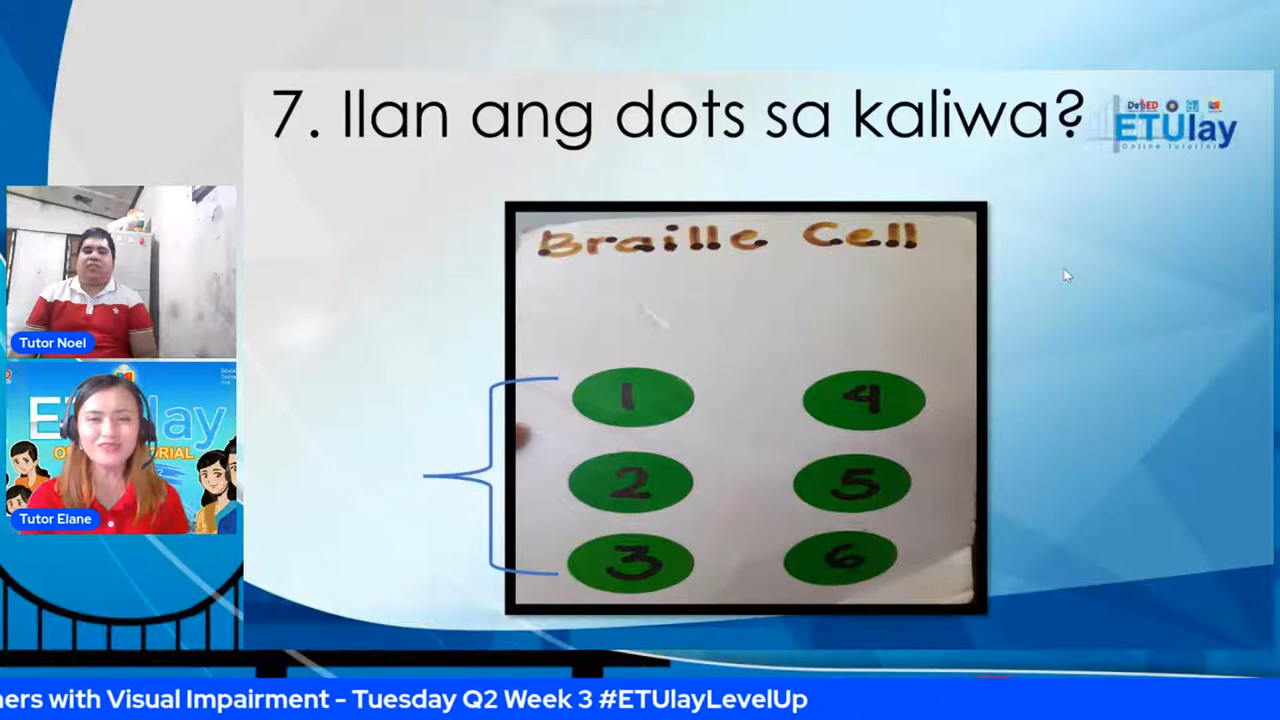 7. Ilan ang dots sa kaliwa?
DepED
ETUlay
Online Tutorial
Braille Cell
1 4
2 5
3 6
Tutor Noel
ETUlay
Tutor Elane
ners with Visual Impairment - Tuesday Q2 Week 3 #ETUlayLevelUp